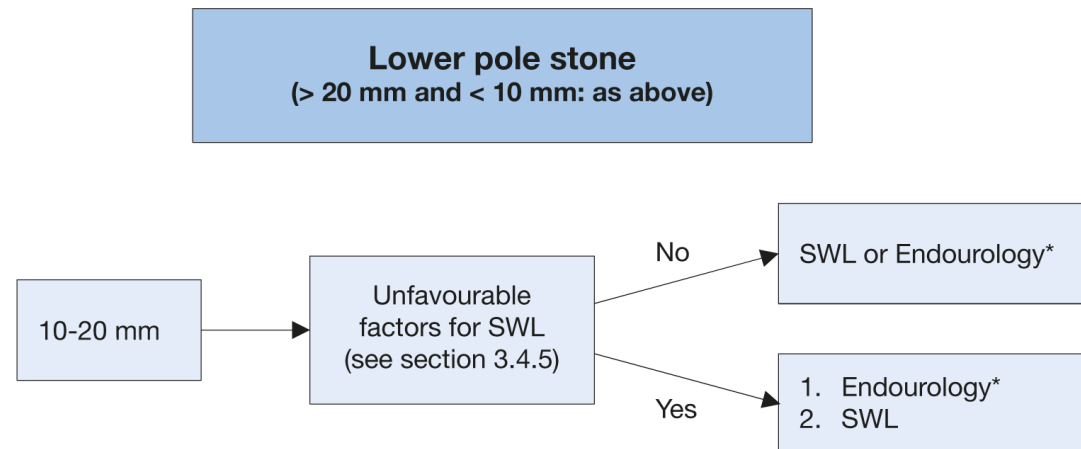 Lower pole stone
(> 20 mm and < 10 mm: as above)
10-20 mm
Unfavourable
factors for SWL
(see section 3.4.5)
No
SWL or Endourology*
Yes
1. Endourology*
2. SWL